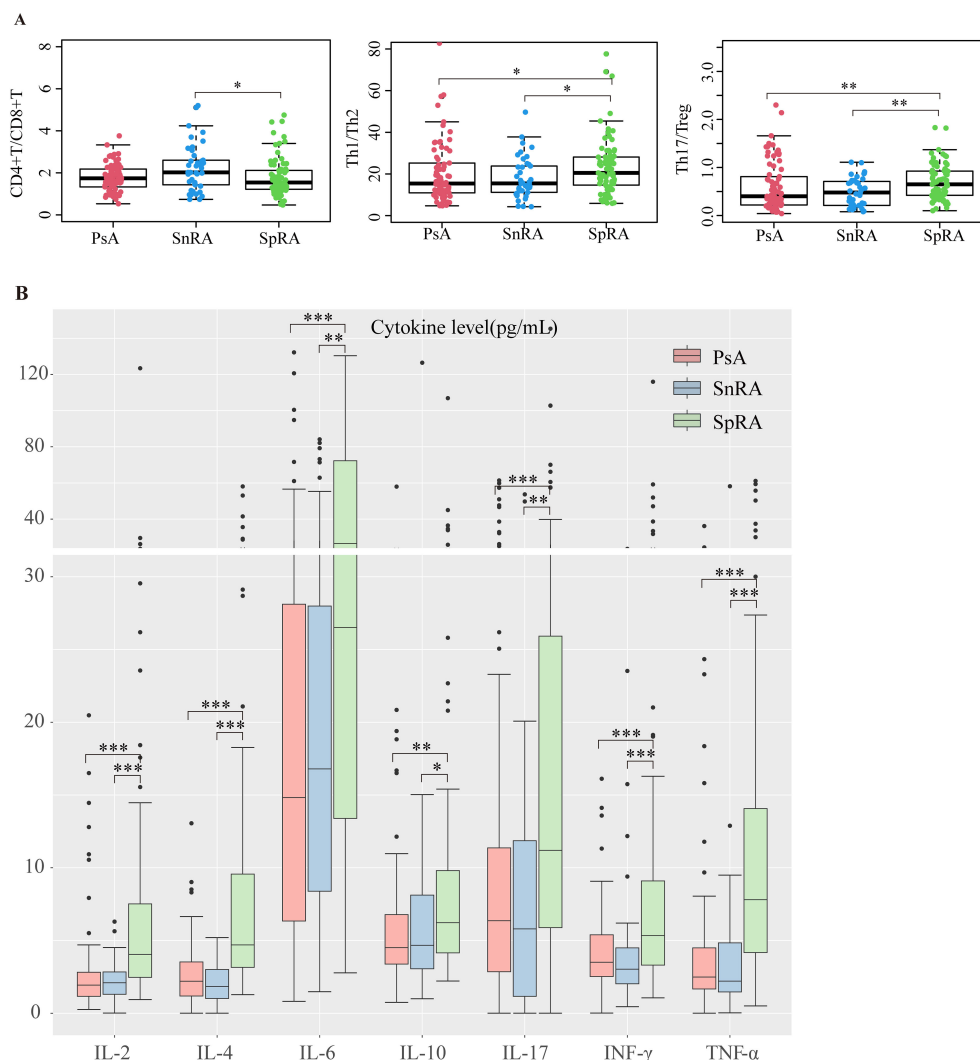 A
CD4+T/CD8+T
8
6
4
2
0
*
PsA SnRA SpRA
Th1/Th2
80
60
40
20
0
*
*
PsA SnRA SpRA
Th17/Treg
3.0
2.0
1.0
0.0
**
**
PsA SnRA SpRA
B
Cytokine level(pg/mL)
PsA
SnRA
SpRA
120
80
40
30
20
10
0
*** ** *** ** *** ***
*** *** *** *** ** * *** ***
IL-2 IL-4 IL-6 IL-10 IL-17 INF-γ TNF-α